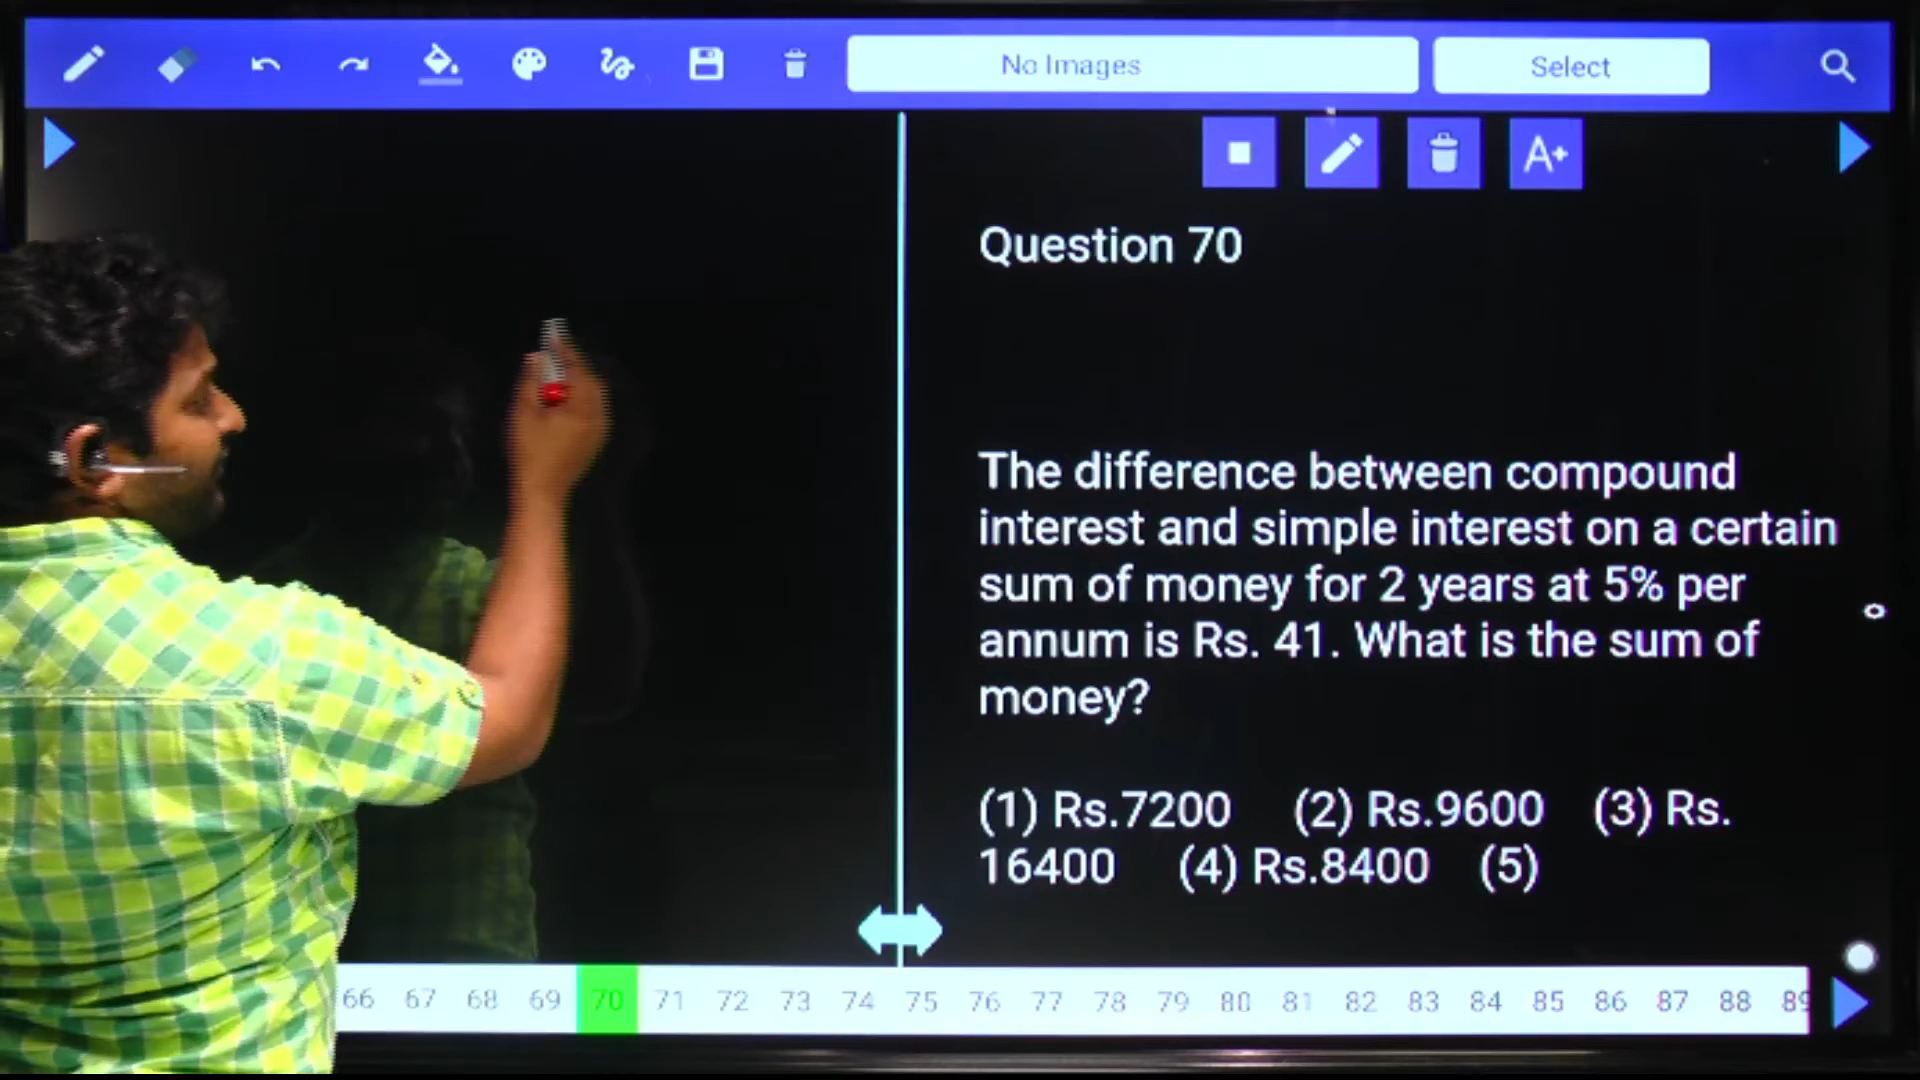 No Images
Select
A+
Question 70
The difference between compound
interest and simple interest on a certain
sum of money for 2 years at 5% per
annum is Rs. 41. What is the sum of
money?
(1) Rs.7200 (2) Rs.9600 (3) Rs.
16400 (4) Rs.8400 (5)
66 67 68 69 70 71 72 73 74 75 76 77 78 79 80 81 82 83 84 85 86 87 88 89